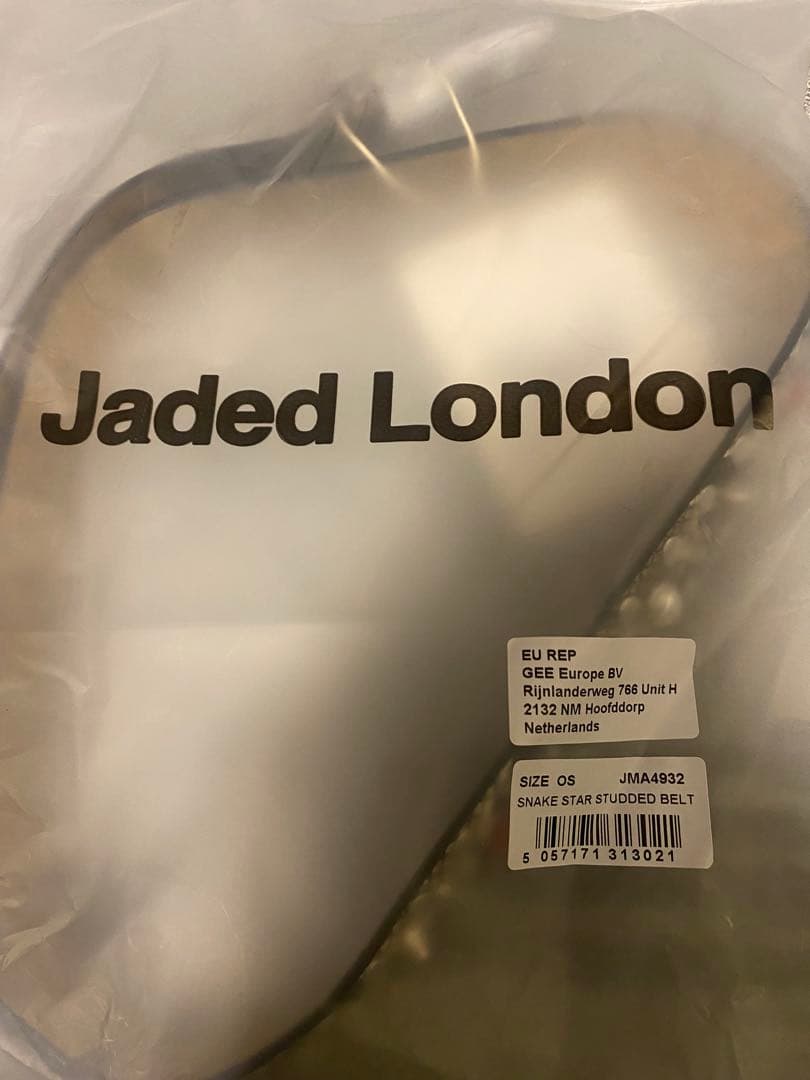 Jaded London
EU REP
GEE Europe BV
Rijnlanderweg 766 Unit H
2132 NM Hoofddorp
Netherlands
SIZE OS JMA4932
SNAKE STAR STUDDED BELT
5 057171 313021